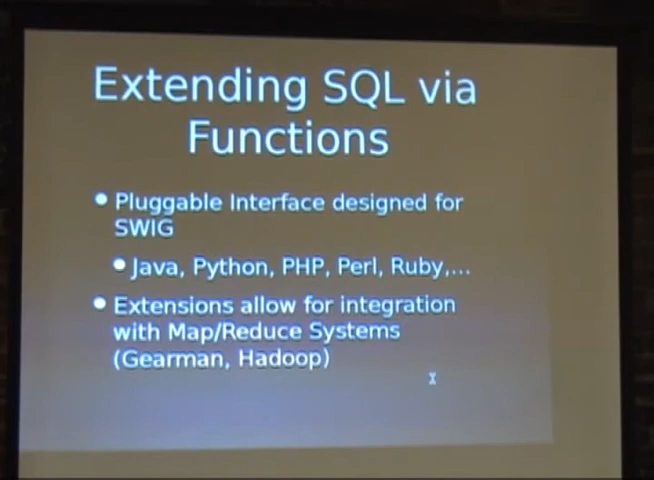 Extending SQL via
Functions
Pluggable Interface designed for
SWIG
Java, Python, PHP, Perl, Ruby,...
Extensions allow for integration
with Map/Reduce Systems
(Gearman, Hadoop)